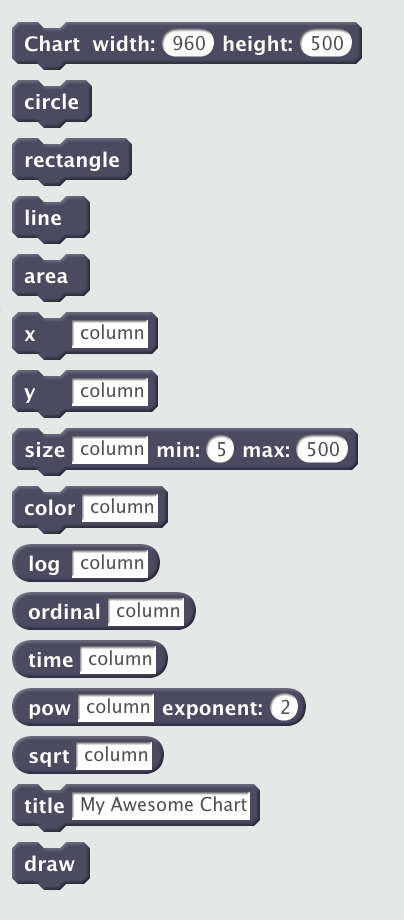 Chart width: 960 height: 500
circle
rectangle
line
area
x column
y column
size column min: 5 max: 500
color column
log column
ordinal column
time column
pow column exponent: 2
sqrt column
title My Awesome Chart
draw